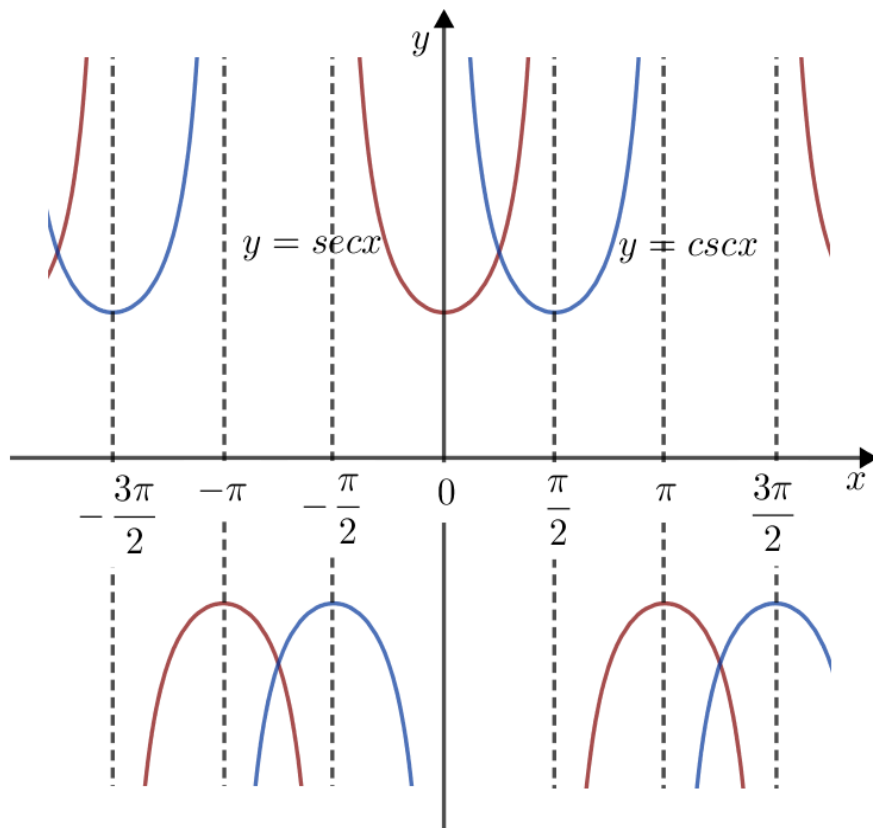 y
y = secx
y = cscx
x
-3π/2
-π
-π/2
0
π/2
π
3π/2